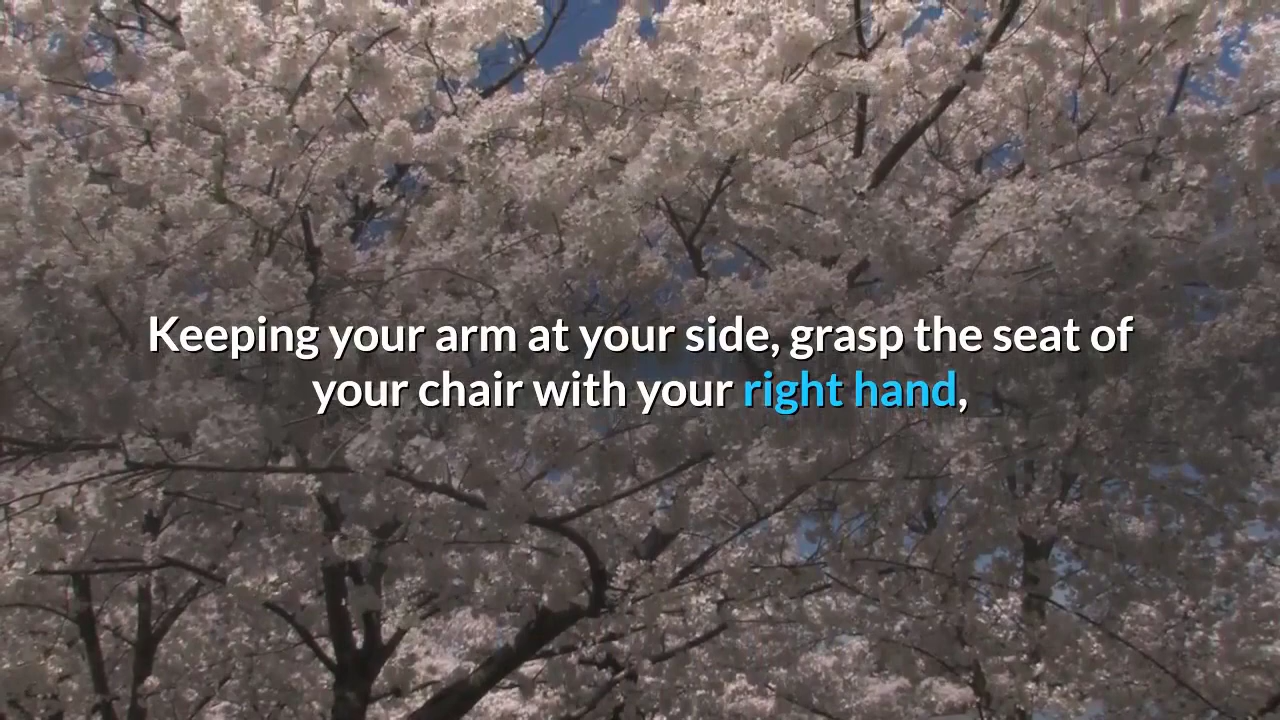 Keeping your arm at your side, grasp the seat of
your chair with your right hand,